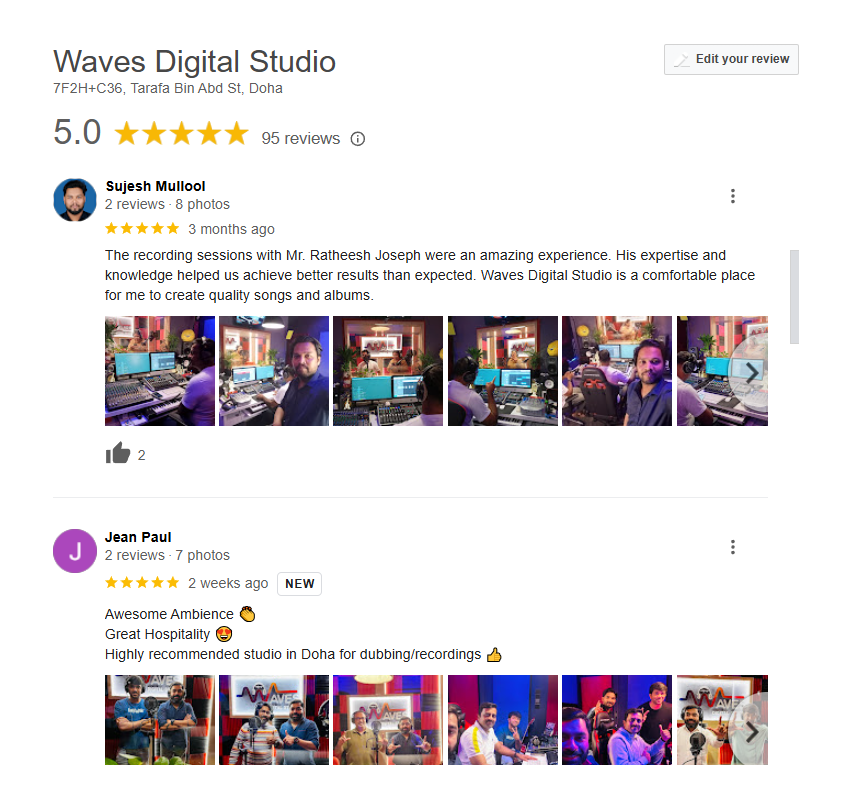 Waves Digital Studio
Edit your review
7F2H+C36, Tarafa Bin Abd St, Doha
5.0 95 reviews
Sujesh Mullool
2 reviews · 8 photos
3 months ago
The recording sessions with Mr. Ratheesh Joseph were an amazing experience. His expertise and
knowledge helped us achieve better results than expected. Waves Digital Studio is a comfortable place
for me to create quality songs and albums.
2
J
Jean Paul
2 reviews · 7 photos
2 weeks ago NEW
Awesome Ambience 👏
Great Hospitality 😍
Highly recommended studio in Doha for dubbing/recordings 👍
WAVES